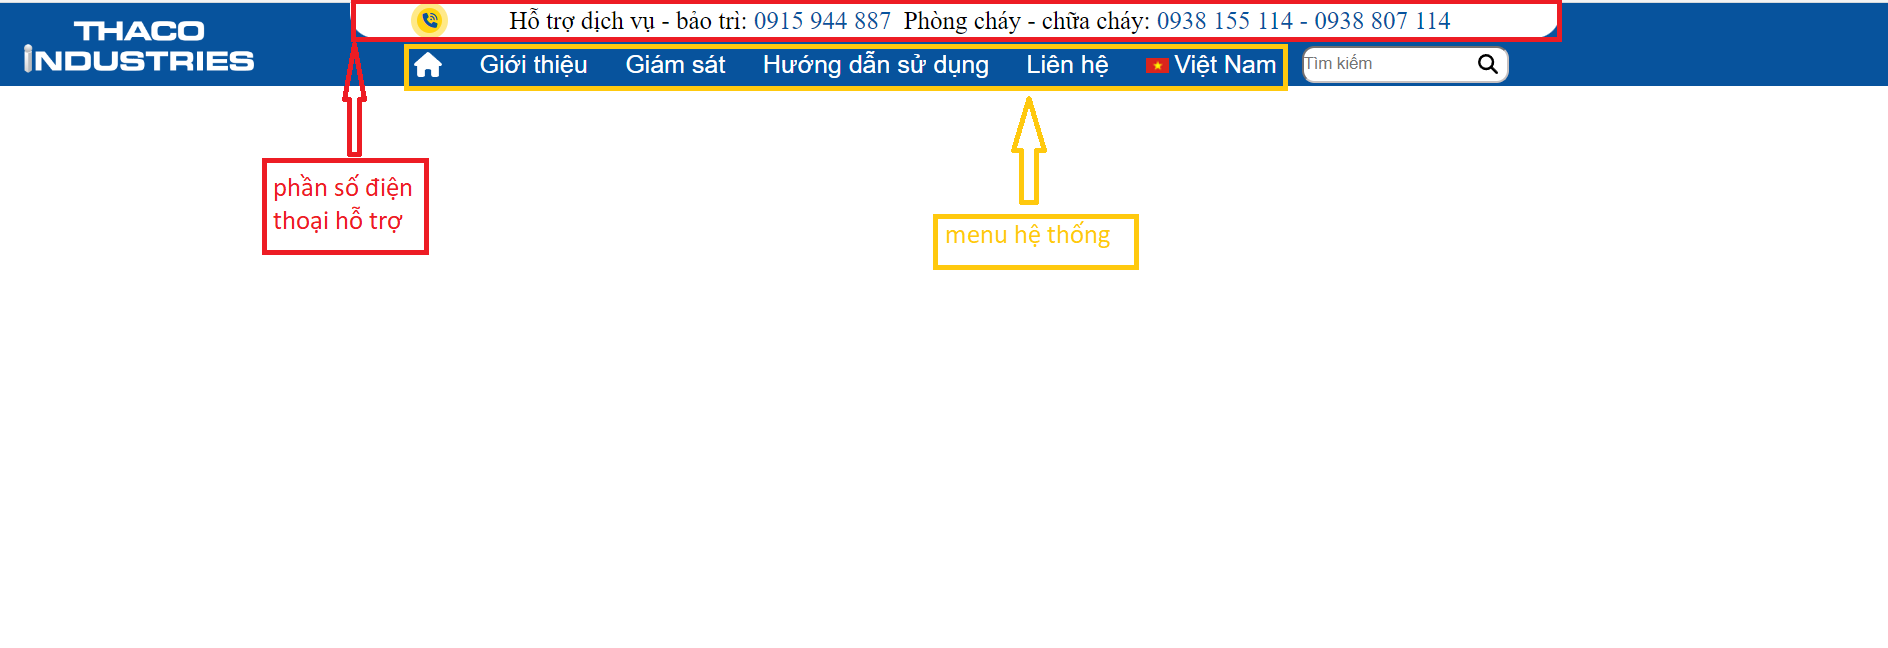 THACO
INDUSTRIES
Hỗ trợ dịch vụ - bảo trì: 0915 944 887 Phòng cháy - chữa cháy: 0938 155 114 - 0938 807 114
Giới thiệu Giám sát Hướng dẫn sử dụng Liên hệ Việt Nam Tìm kiếm
phần số điện
thoại hỗ trợ
menu hệ thống